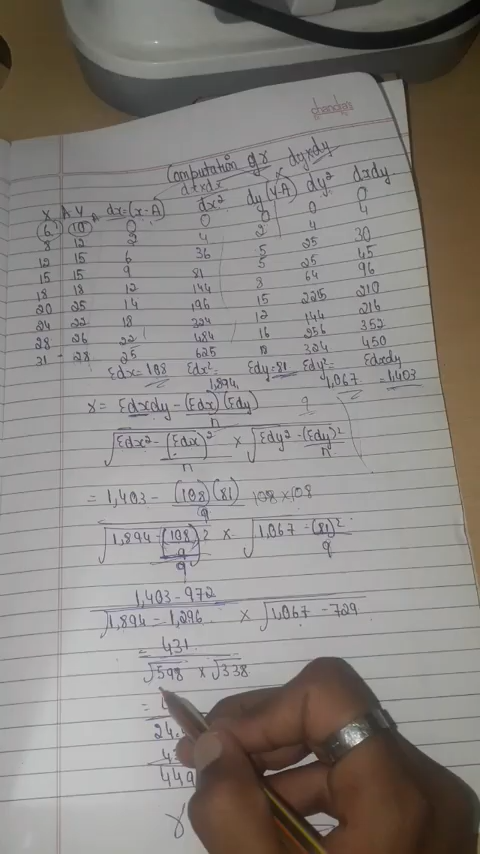 Computation of r
dxxdx dyxdy
X Y dx=(x-A) dx² dy(Y-A) dy² dxdy
6 10 0 0 0 0 0
8 12 2 4 2 4 4
12 15 6 36 5 25 30
15 15 9 81 5 25 45
18 18 12 144 8 64 96
20 25 14 196 15 225 210
24 22 18 324 12 144 216
28 26 22 484 16 256 352
31 28 25 625 324 450
Σdx=108 Σdx²= 1,894 Σdy=81 Σdy²= 1,067 Σdxdy =1,403
r = Σdxdy - (Σdx)(Σdy)
n 9
√Σdx² - (Σdx)² × √Σdy² - (Σdy)²
n n
= 1,403 - (108)(81) 108×108
9
√1,894 - (108)² × √1,067 - (81)²
9 9
1,403 - 972
√1,894 - 1,296 × √1,067 - 729
= 431
√598 × √338
=
24.
449
r